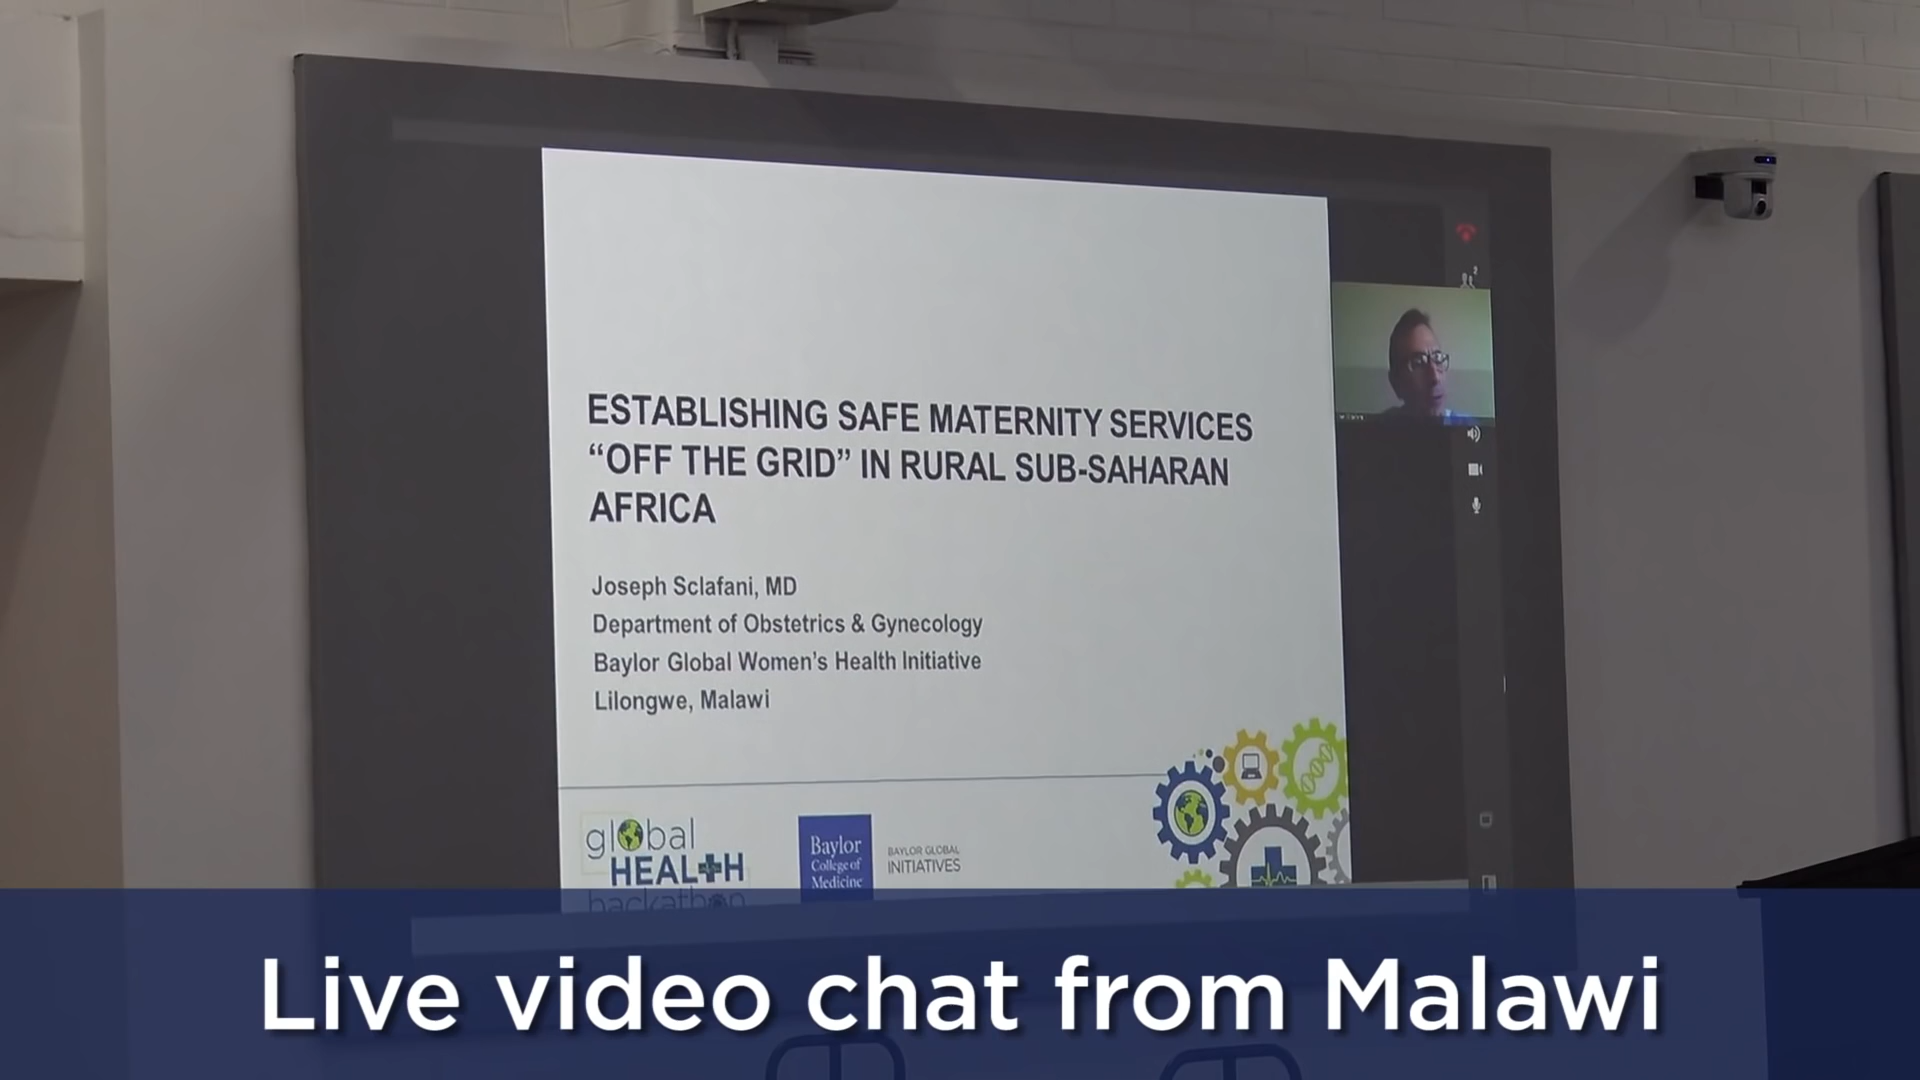 ESTABLISHING SAFE MATERNITY SERVICES
“OFF THE GRID” IN RURAL SUB-SAHARAN
AFRICA
Joseph Sclafani, MD
Department of Obstetrics & Gynecology
Baylor Global Women’s Health Initiative
Lilongwe, Malawi
global
HEALTH
hackathon
Baylor
College of
Medicine
BAYLOR GLOBAL
INITIATIVES
2
Live video chat from Malawi